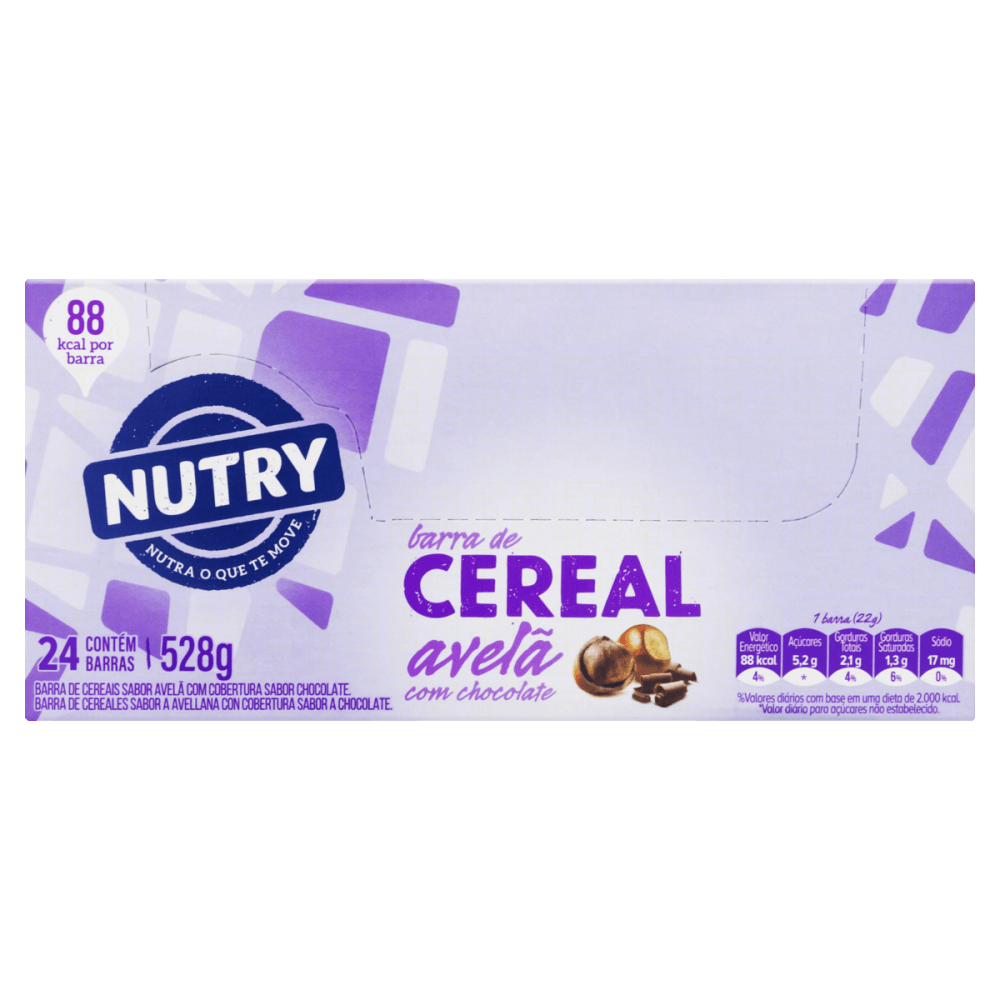 88
kcal por
barra
NUTRY
NUTRA O QUE TE MOVE
barra de
CEREAL
avelã
com chocolate
24 CONTÉM BARRAS | 528g
BARRA DE CEREAIS SABOR AVELÃ COM COBERTURA SABOR CHOCOLATE.
BARRA DE CEREALES SABOR A AVELLANA CON COBERTURA SABOR A CHOCOLATE.
1 barra (22g)
Valor Energético 88 kcal 4%
Açúcares 5,2 g *
Gorduras Totais 2,1 g 4%
Gorduras Saturadas 1,3 g 6%
Sódio 17 mg 0%
%Valores diários com base em uma dieta de 2.000 kcal.
*Valor diário para açúcares não estabelecido.